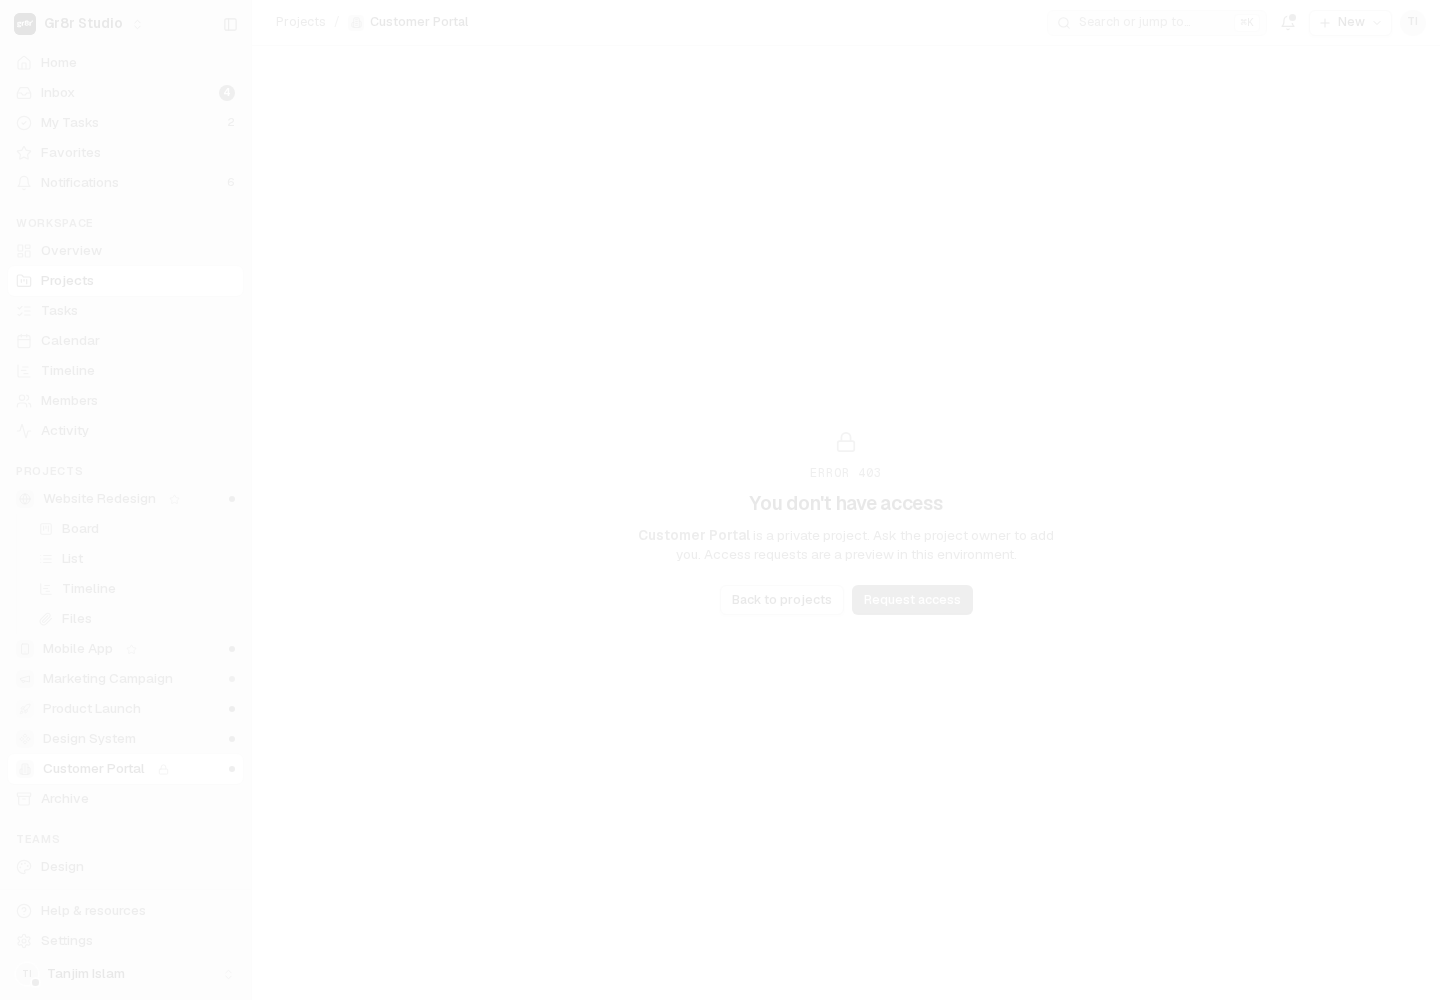 gr8r Gr8r Studio
Projects / Customer Portal
Search or jump to... ⌘K
New
TI
Home
Inbox 4
My Tasks 2
Favorites
Notifications 6
WORKSPACE
Overview
Projects
Tasks
Calendar
Timeline
Members
Activity
PROJECTS
Website Redesign
Board
List
Timeline
Files
Mobile App
Marketing Campaign
Product Launch
Design System
Customer Portal
Archive
TEAMS
Design
Help & resources
Settings
TI Tanjim Islam
ERROR 403
You don't have access
Customer Portal is a private project. Ask the project owner to add
you. Access requests are a preview in this environment.
Back to projects Request access